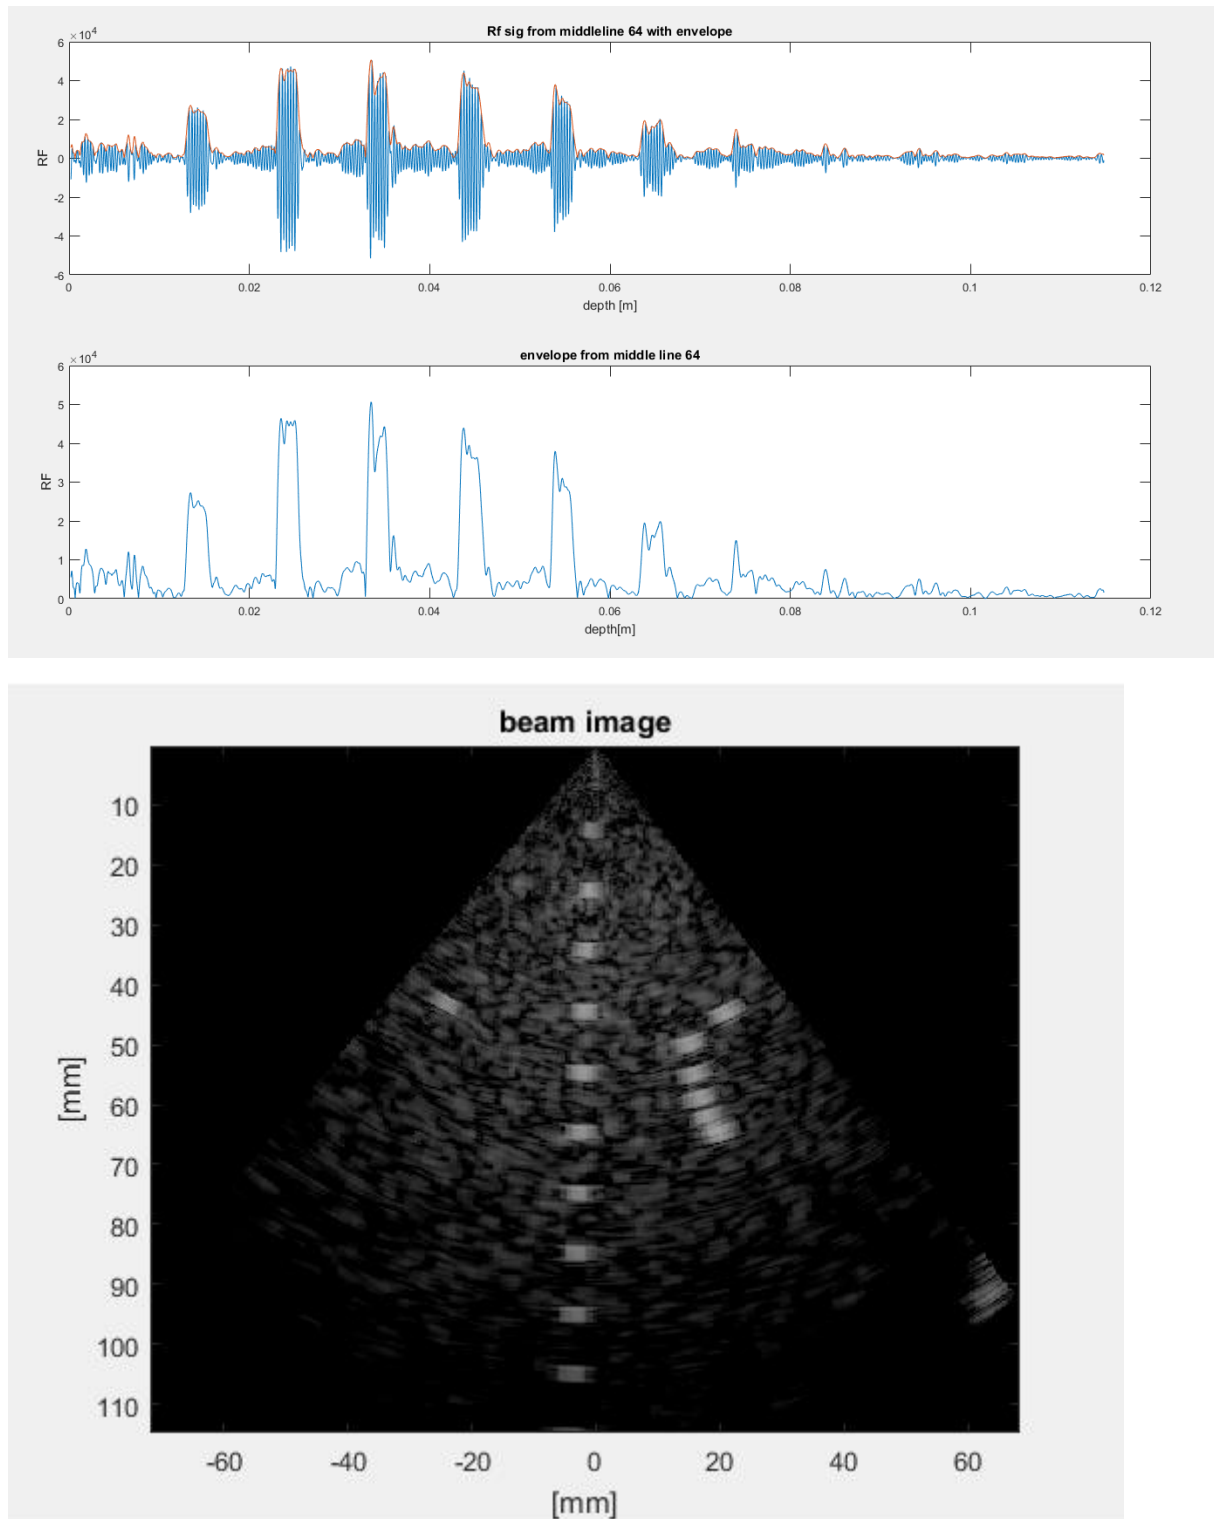 Rf sig from middleline 64 with envelope
×10⁴
6
4
2
0
-2
-4
-6
RF
0 0.02 0.04 0.06 0.08 0.1 0.12
depth [m]
envelope from middle line 64
×10⁴
6
5
4
3
2
1
0
RF
0 0.02 0.04 0.06 0.08 0.1 0.12
depth[m]
beam image
10
20
30
40
50
60
70
80
90
100
110
[mm]
-60 -40 -20 0 20 40 60
[mm]